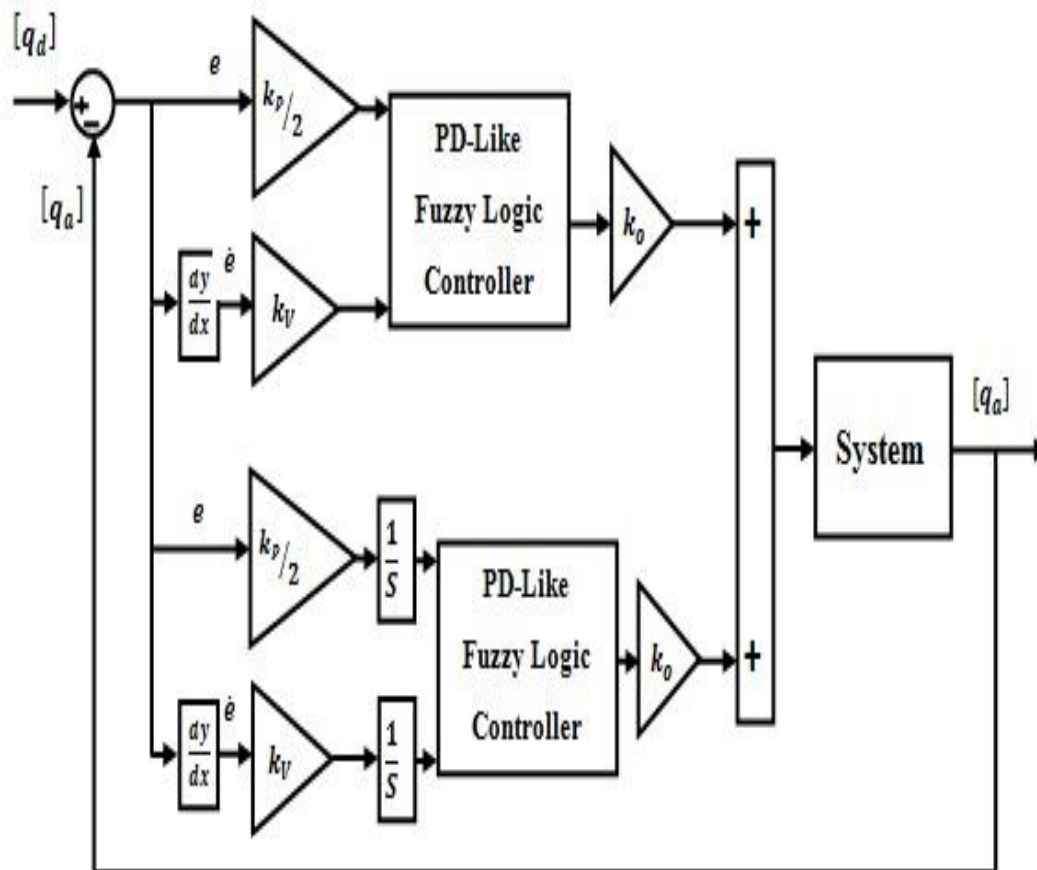 [q_d]
e
k_p/2
PD-Like
Fuzzy Logic
Controller
+
−
[q_a]
dy/dx
ė
k_V
k_o
+
System
[q_a]
e
k_p/2
1/S
PD-Like
Fuzzy Logic
Controller
k_o
+
dy/dx
ė
k_V
1/S